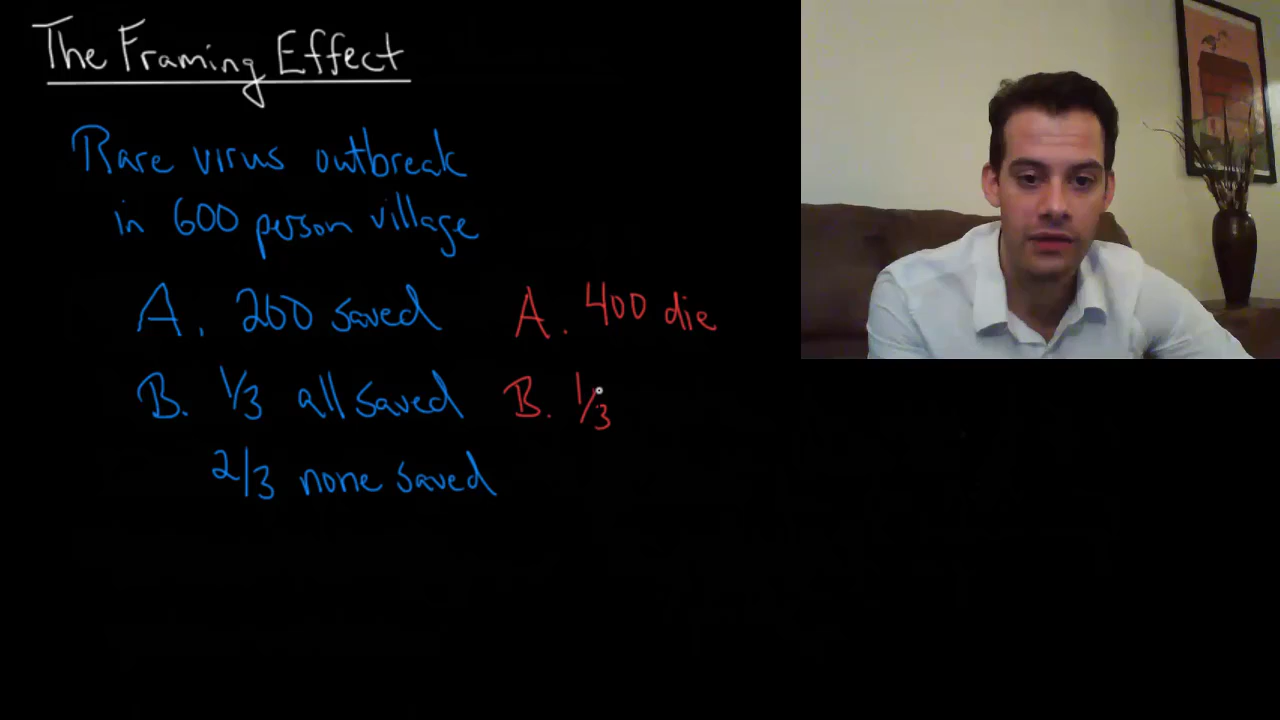 The Framing Effect
Rare virus outbreak
in 600 person village
A. 200 saved
B. 1/3 all saved
2/3 none saved
A. 400 die
B. 1/3